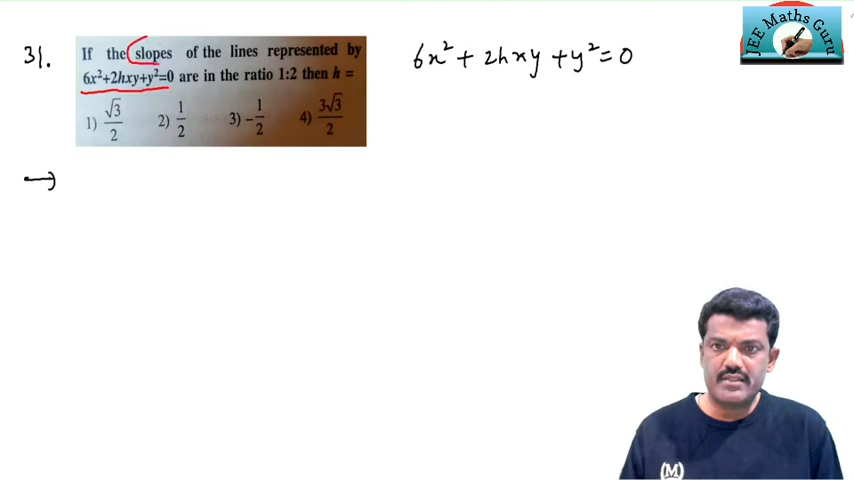 31.
If the slopes of the lines represented by
6x²+2hxy+y²=0 are in the ratio 1:2 then h =
1) √3/2 2) 1/2 3) -1/2 4) 3√3/2
6x² + 2hxy + y² = 0
JEE Maths Guru
(M)